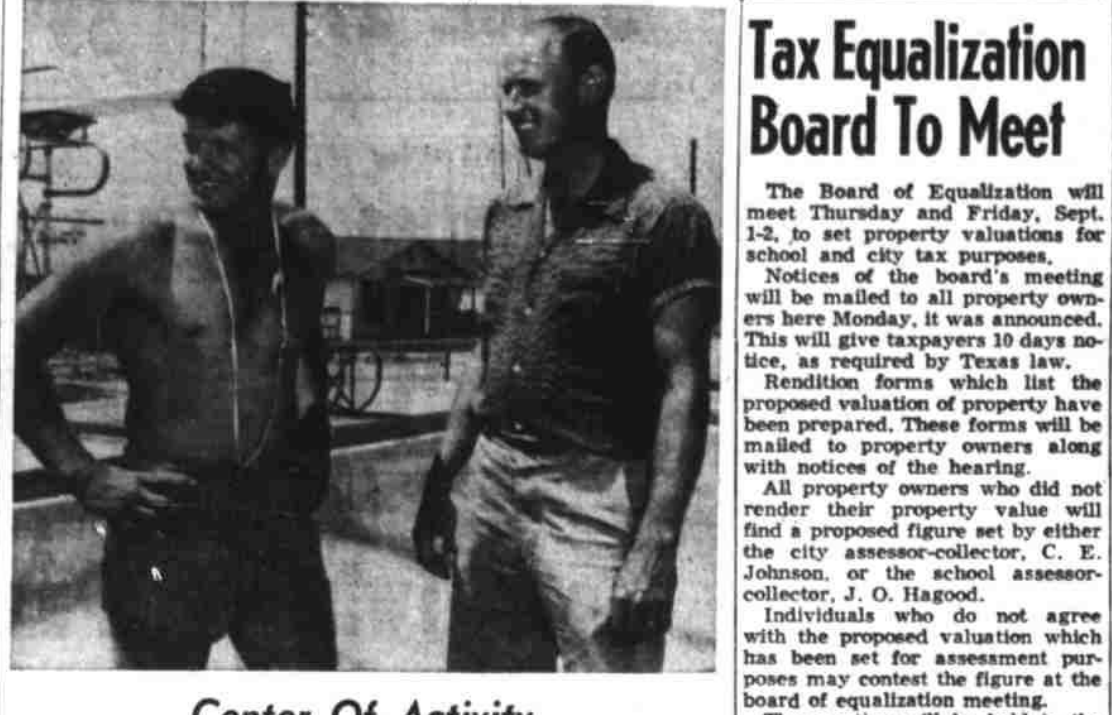 Tax Equalization
Board To Meet
The Board of Equalization will
meet Thursday and Friday, Sept.
1-2, to set property valuations for
school and city tax purposes.
Notices of the board's meeting
will be mailed to all property own-
ers here Monday, it was announced.
This will give taxpayers 10 days no-
tice, as required by Texas law.
Rendition forms which list the
proposed valuation of property have
been prepared. These forms will be
mailed to property owners along
with notices of the hearing.
All property owners who did not
render their property value will
find a proposed figure set by either
the city assessor-collector, C. E.
Johnson, or the school assessor-
collector, J. O. Hagood.
Individuals who do not agree
with the proposed valuation which
has been set for assessment pur-
poses may contest the figure at the
board of equalization meeting.
Center Of Activity